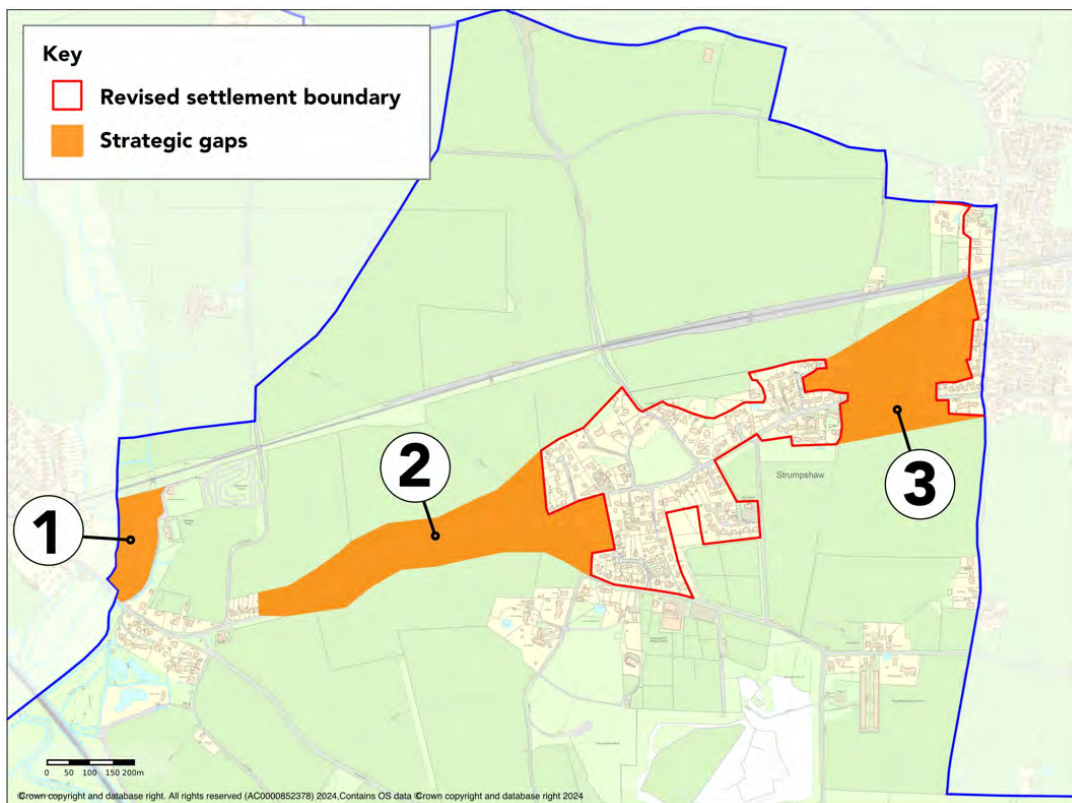 Key
Revised settlement boundary
Strategic gaps
1
2
3
Strumpshaw
0 50 100 150 200m
©Crown copyright and database right. All rights reserved (AC0000852378) 2024,Contains OS data ©Crown copyright and database right 2024